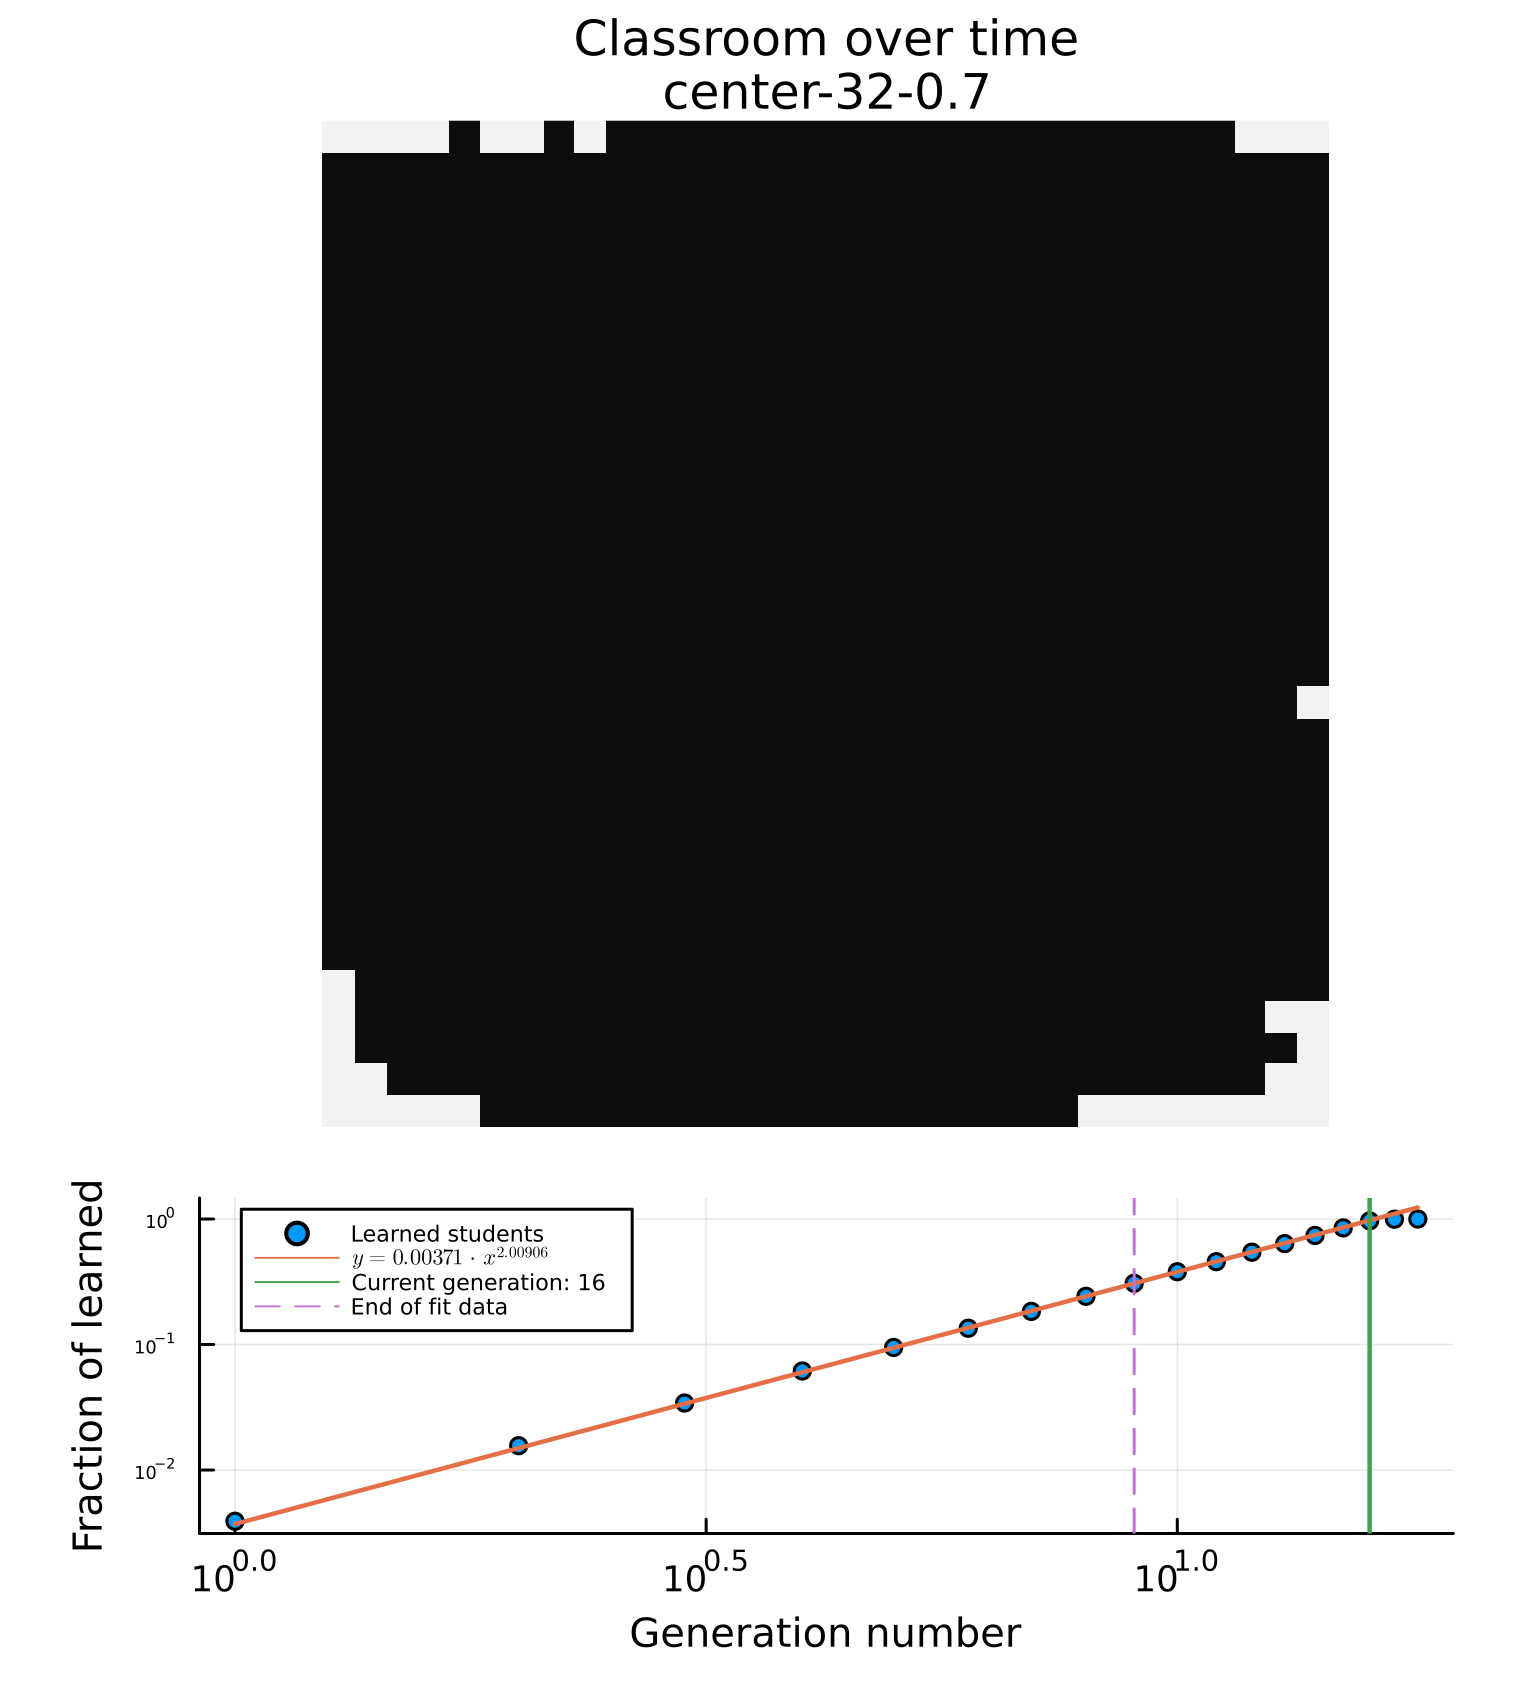 Classroom over time
center-32-0.7
Fraction of learned
10⁰
10⁻¹
10⁻²
Learned students
y = 0.00371 · x^2.00906
Current generation: 16
End of fit data
10^0.0
10^0.5
10^1.0
Generation number